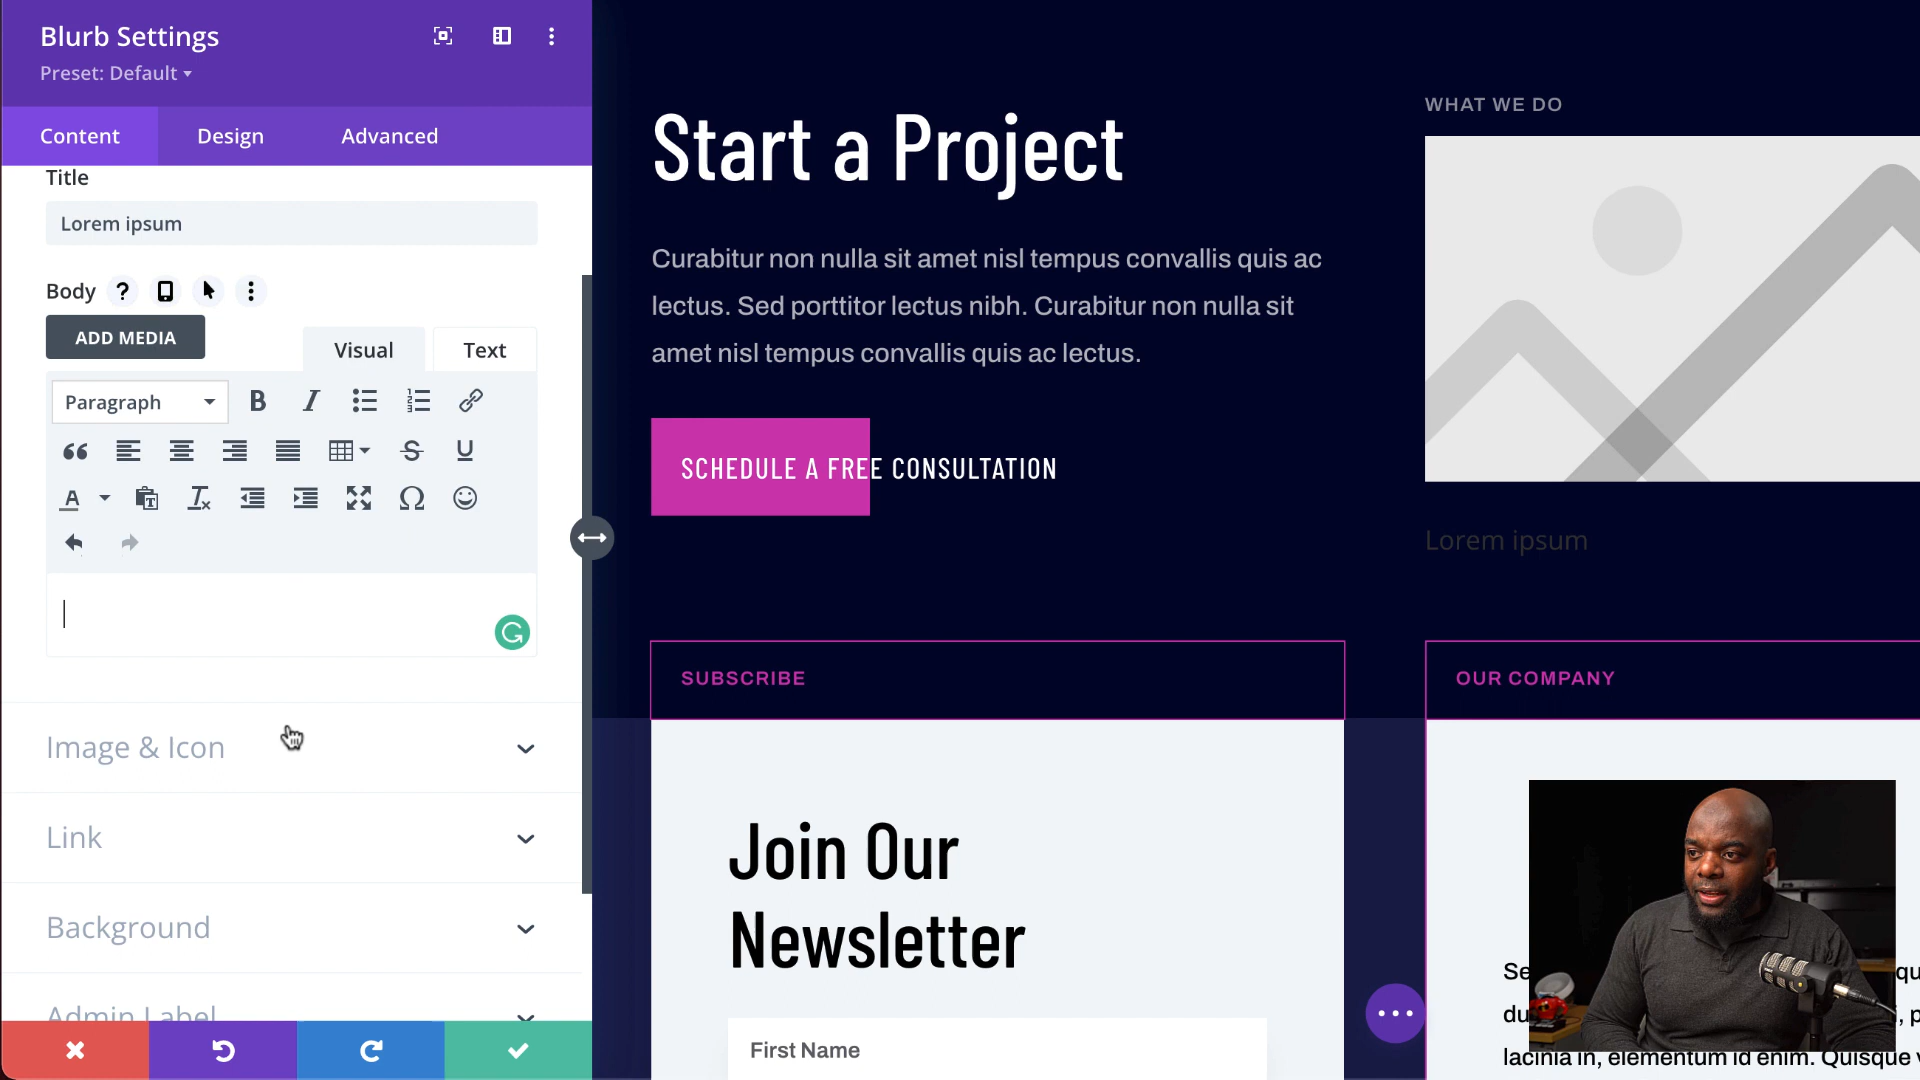 Blurb Settings
Preset: Default
Content
Design
Advanced
Title
Lorem ipsum
Body
?
ADD MEDIA
Visual
Text
Paragraph
Image & Icon
Link
Background
Admin Label
Start a Project
Curabitur non nulla sit amet nisl tempus convallis quis ac
lectus. Sed porttitor lectus nibh. Curabitur non nulla sit
amet nisl tempus convallis quis ac lectus.
SCHEDULE A FREE CONSULTATION
WHAT WE DO
Lorem ipsum
SUBSCRIBE
Join Our
Newsletter
First Name
OUR COMPANY
lacinia in, elementum id enim. Quisque